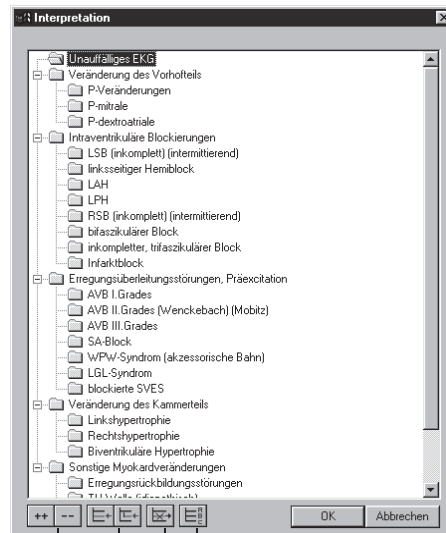 Interpretation
Unauffälliges EKG
Veränderung des Vorhofteils
P-Veränderungen
P-mitrale
P-dextroatriale
Intraventrikuläre Blockierungen
LSB (inkomplett) (intermittierend)
linksseitiger Hemiblock
LAH
LPH
RSB (inkomplett) (intermittierend)
bifaszikulärer Block
inkompletter, trifaszikulärer Block
Infarktblock
Erregungsüberleitungsstörungen, Präexcitation
AVB I.Grades
AVB II.Grades (Wenckebach) (Mobitz)
AVB III.Grades
SA-Block
WPW-Syndrom (akzessorische Bahn)
LGL-Syndrom
blockierte SVES
Veränderung des Kammerteils
Linkshypertrophie
Rechtshypertrophie
Biventrikuläre Hypertrophie
Sonstige Myokardveränderungen
Erregungsrückbildungsstörungen
++ -- OK Abbrechen